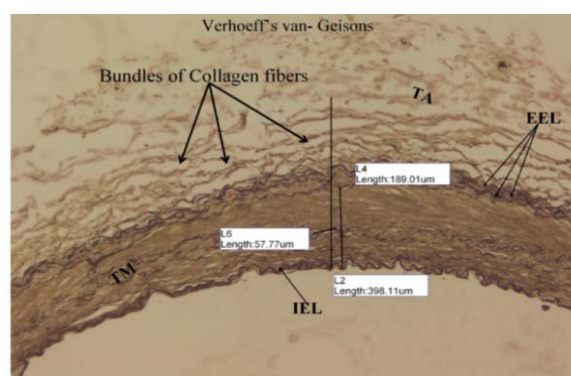 Verhoeff's van- Geisons
Bundles of Collagen fibers
TA
EEL
L4
Length:189.01um
L6
Length:57.77um
TM
L2
Length:398.11um
IEL